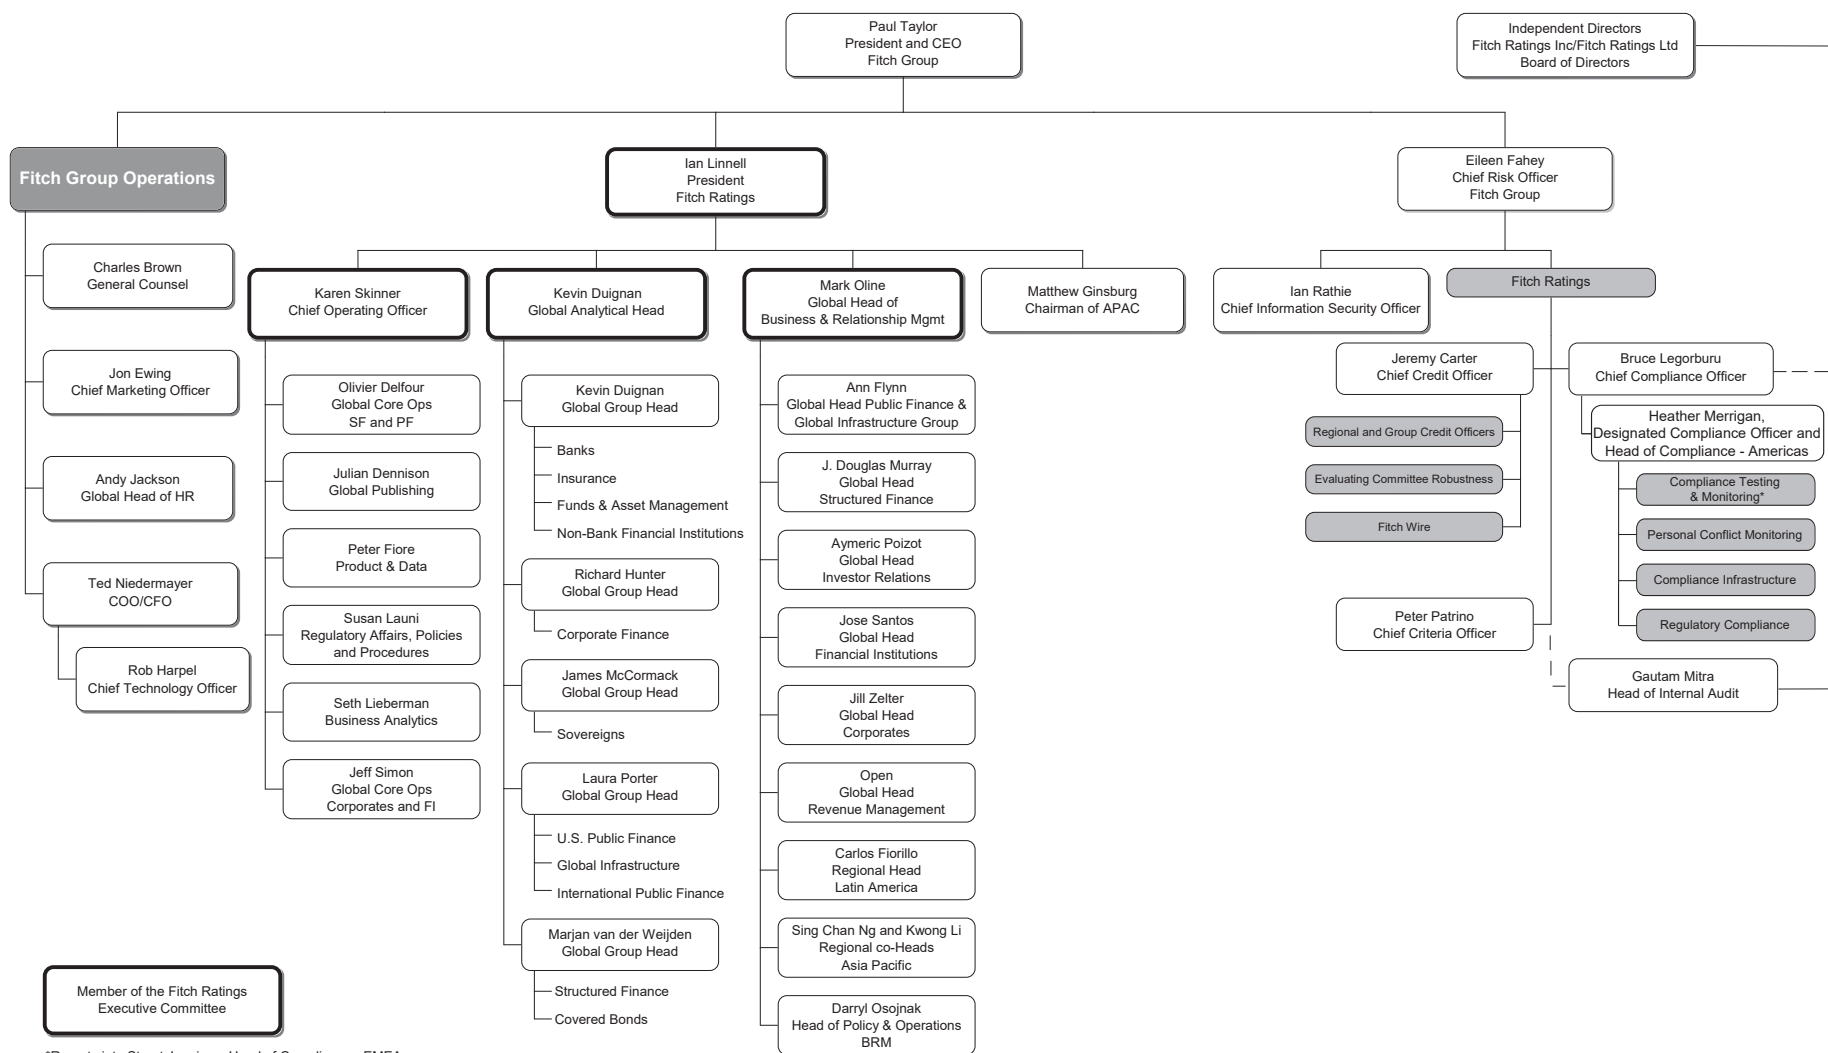 Paul Taylor
President and CEO
Fitch Group
Independent Directors
Fitch Ratings Inc/Fitch Ratings Ltd
Board of Directors
Fitch Group Operations
Ian Linnell
President
Fitch Ratings
Eileen Fahey
Chief Risk Officer
Fitch Group
Charles Brown
General Counsel
Jon Ewing
Chief Marketing Officer
Andy Jackson
Global Head of HR
Ted Niedermayer
COO/CFO
Rob Harpel
Chief Technology Officer
Karen Skinner
Chief Operating Officer
Olivier Delfour
Global Core Ops
SF and PF
Julian Dennison
Global Publishing
Peter Fiore
Product & Data
Susan Launi
Regulatory Affairs, Policies
and Procedures
Seth Lieberman
Business Analytics
Jeff Simon
Global Core Ops
Corporates and FI
Kevin Duignan
Global Analytical Head
Kevin Duignan
Global Group Head
Banks
Insurance
Funds & Asset Management
Non-Bank Financial Institutions
Richard Hunter
Global Group Head
Corporate Finance
James McCormack
Global Group Head
Sovereigns
Laura Porter
Global Group Head
U.S. Public Finance
Global Infrastructure
International Public Finance
Marjan van der Weijden
Global Group Head
Structured Finance
Covered Bonds
Mark Oline
Global Head of
Business & Relationship Mgmt
Ann Flynn
Global Head Public Finance &
Global Infrastructure Group
J. Douglas Murray
Global Head
Structured Finance
Aymeric Poizot
Global Head
Investor Relations
Jose Santos
Global Head
Financial Institutions
Jill Zelter
Global Head
Corporates
Open
Global Head
Revenue Management
Carlos Fiorillo
Regional Head
Latin America
Sing Chan Ng and Kwong Li
Regional co-Heads
Asia Pacific
Darryl Osojnak
Head of Policy & Operations
BRM
Matthew Ginsburg
Chairman of APAC
Ian Rathie
Chief Information Security Officer
Fitch Ratings
Jeremy Carter
Chief Credit Officer
Regional and Group Credit Officers
Evaluating Committee Robustness
Fitch Wire
Peter Patrino
Chief Criteria Officer
Bruce Legorburu
Chief Compliance Officer
Heather Merrigan,
Designated Compliance Officer and
Head of Compliance - Americas
Compliance Testing
& Monitoring*
Personal Conflict Monitoring
Compliance Infrastructure
Regulatory Compliance
Gautam Mitra
Head of Internal Audit
Member of the Fitch Ratings
Executive Committee